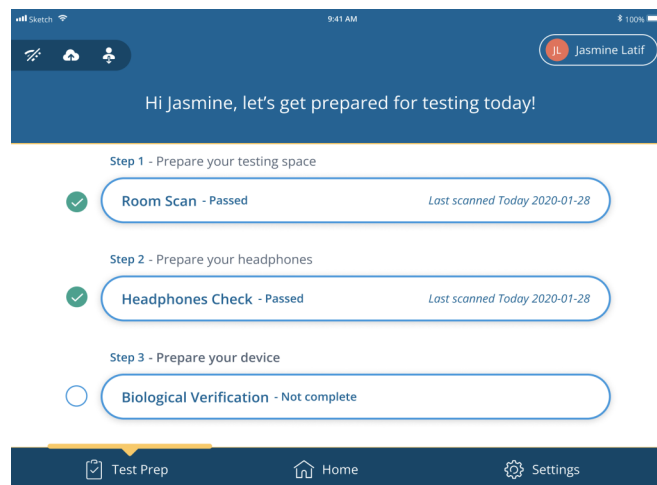 Sketch 9:41 AM 100%
JL Jasmine Latif
Hi Jasmine, let's get prepared for testing today!
Step 1 - Prepare your testing space
Room Scan - Passed Last scanned Today 2020-01-28
Step 2 - Prepare your headphones
Headphones Check - Passed Last scanned Today 2020-01-28
Step 3 - Prepare your device
Biological Verification - Not complete
Test Prep Home Settings